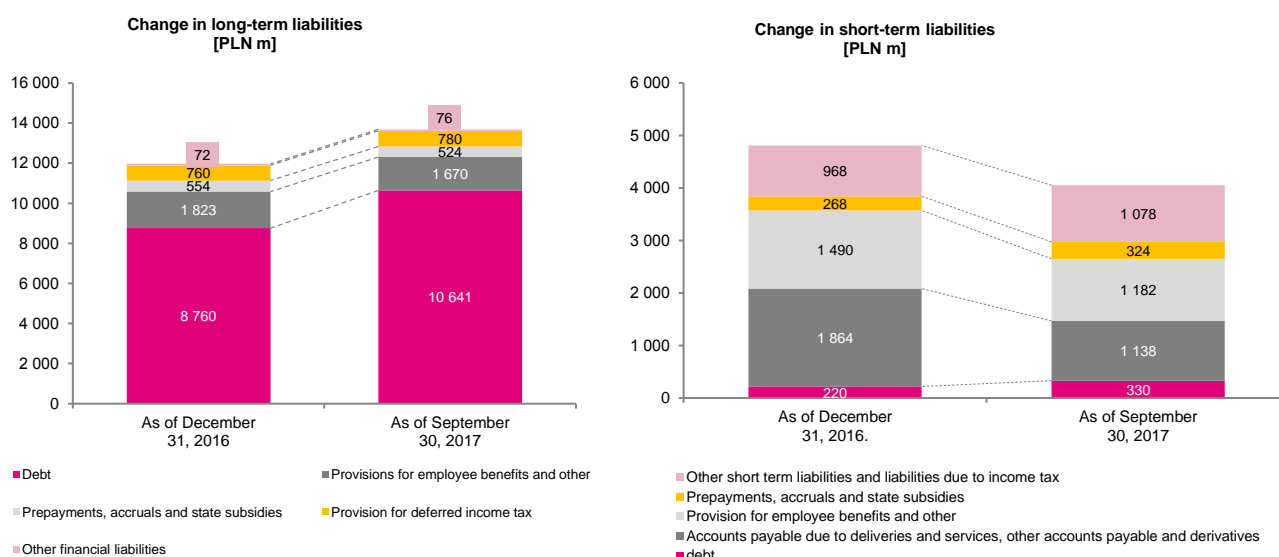 Change in long-term liabilities
[PLN m]
16 000
14 000
12 000
10 000
8 000
6 000
4 000
2 000
0
72
760
554
1 823
8 760
76
780
524
1 670
10 641
As of December
31, 2016
As of September
30, 2017
Debt
Provisions for employee benefits and other
Prepayments, accruals and state subsidies
Provision for deferred income tax
Other financial liabilities
Change in short-term liabilities
[PLN m]
6 000
5 000
4 000
3 000
2 000
1 000
0
968
268
1 490
1 864
220
1 078
324
1 182
1 138
330
As of December
31, 2016.
As of September
30, 2017
Other short term liabilities and liabilities due to income tax
Prepayments, accruals and state subsidies
Provision for employee benefits and other
Accounts payable due to deliveries and services, other accounts payable and derivatives
debt